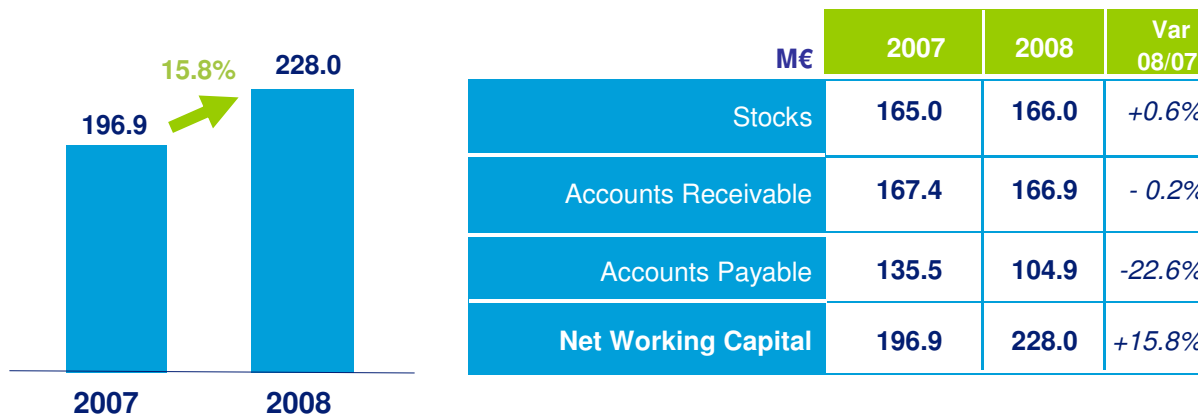 15.8%
228.0
196.9
2007
2008
M€ 2007 2008 Var 08/07
Stocks 165.0 166.0 +0.6%
Accounts Receivable 167.4 166.9 - 0.2%
Accounts Payable 135.5 104.9 -22.6%
Net Working Capital 196.9 228.0 +15.8%